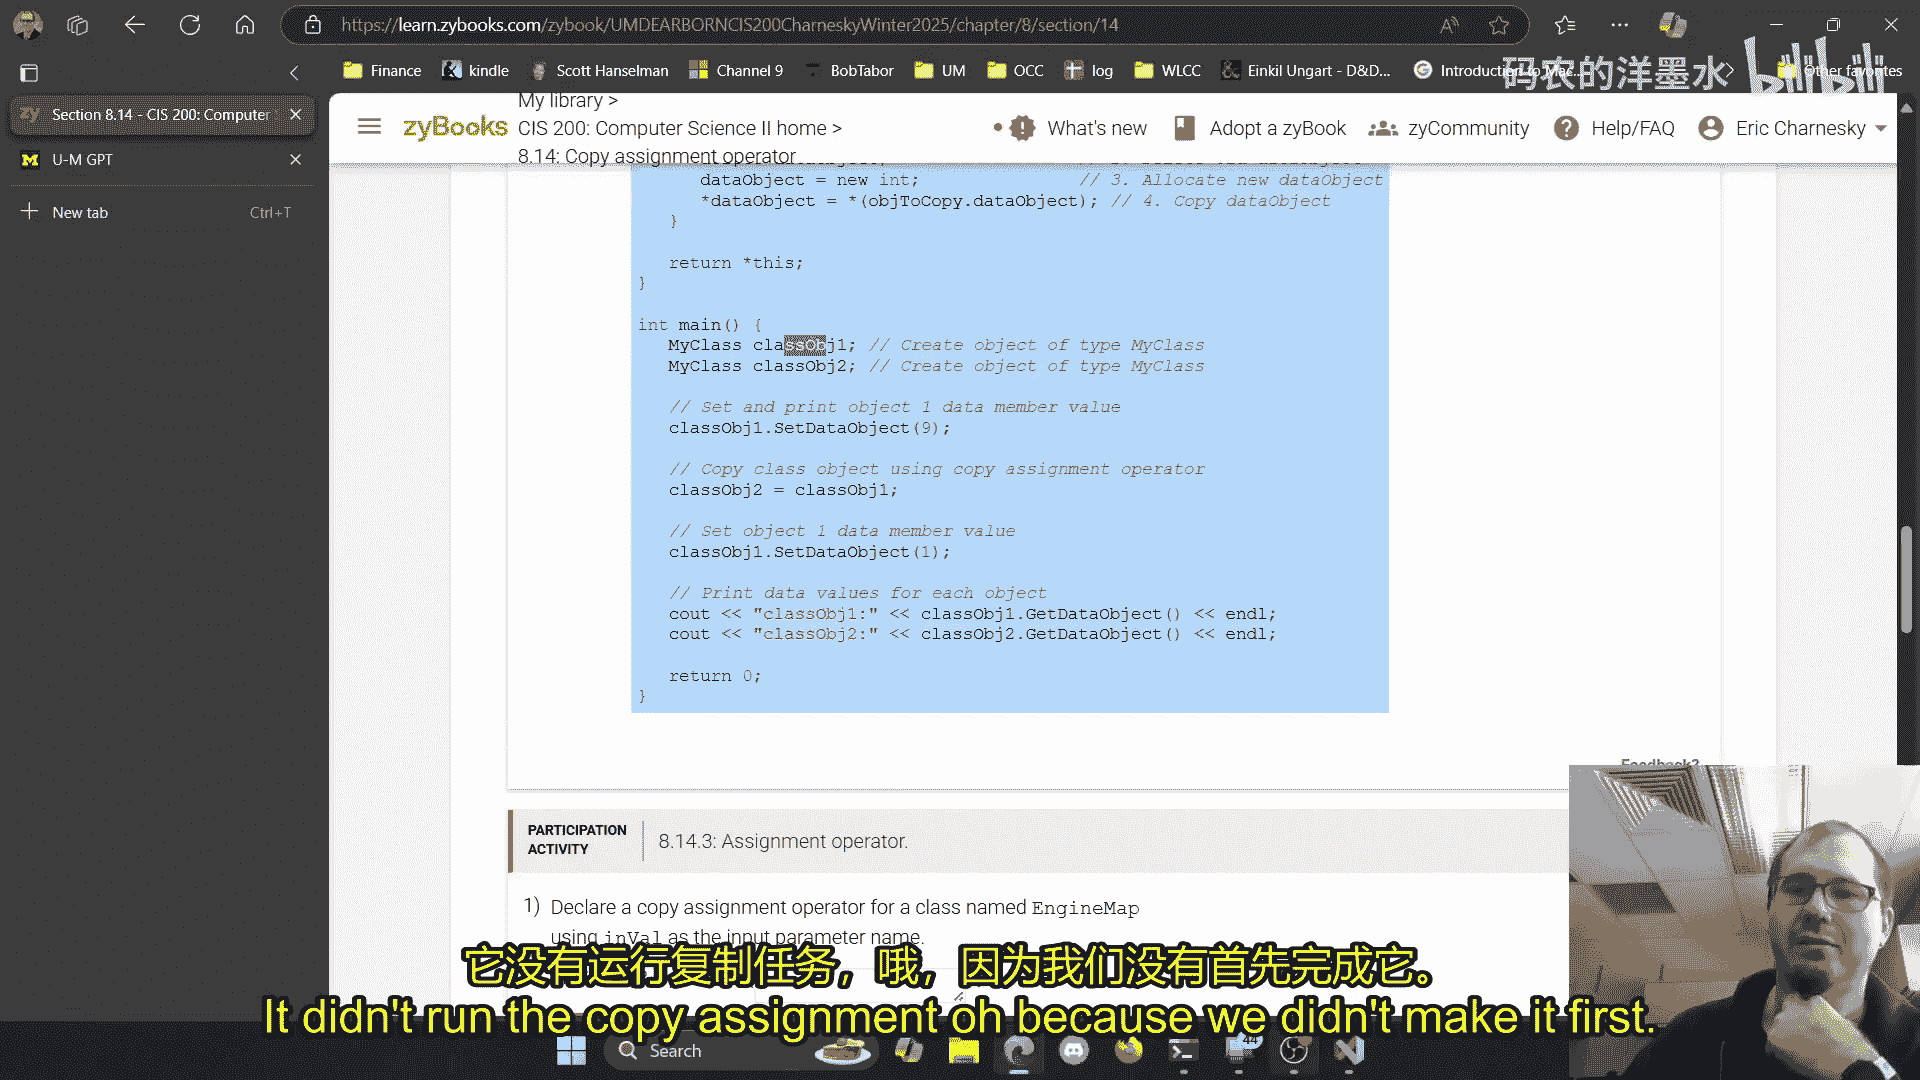 https://learn.zybooks.com/zybook/UMDEARBORNCIS200CharneskyWinter2025/chapter/8/section/14
Finance
kindle
Scott Hanselman
Channel 9
BobTabor
UM
OCC
log
WLCC
Einkil Ungart - D&D...
Introduction to Mac...
Other favorites
码农的洋墨水
bilibili
Section 8.14 - CIS 200: Computer
U-M GPT
New tab
Ctrl+T
zyBooks
My library >
CIS 200: Computer Science II home >
8.14: Copy assignment operator
What's new
Adopt a zyBook
zyCommunity
Help/FAQ
Eric Charnesky
dataObject = new int; // 3. Allocate new dataObject
*dataObject = *(objToCopy.dataObject); // 4. Copy dataObject
}
return *this;
}
int main() {
MyClass classObj1; // Create object of type MyClass
MyClass classObj2; // Create object of type MyClass
// Set and print object 1 data member value
classObj1.SetDataObject(9);
// Copy class object using copy assignment operator
classObj2 = classObj1;
// Set object 1 data member value
classObj1.SetDataObject(1);
// Print data values for each object
cout << "classObj1:" << classObj1.GetDataObject() << endl;
cout << "classObj2:" << classObj2.GetDataObject() << endl;
return 0;
}
Feedback?
PARTICIPATION
ACTIVITY
8.14.3: Assignment operator.
1) Declare a copy assignment operator for a class named EngineMap
using inVal as the input parameter name.
它没有运行复制任务，哦，因为我们没有首先完成它。
It didn't run the copy assignment oh because we didn't make it first.
Search
44